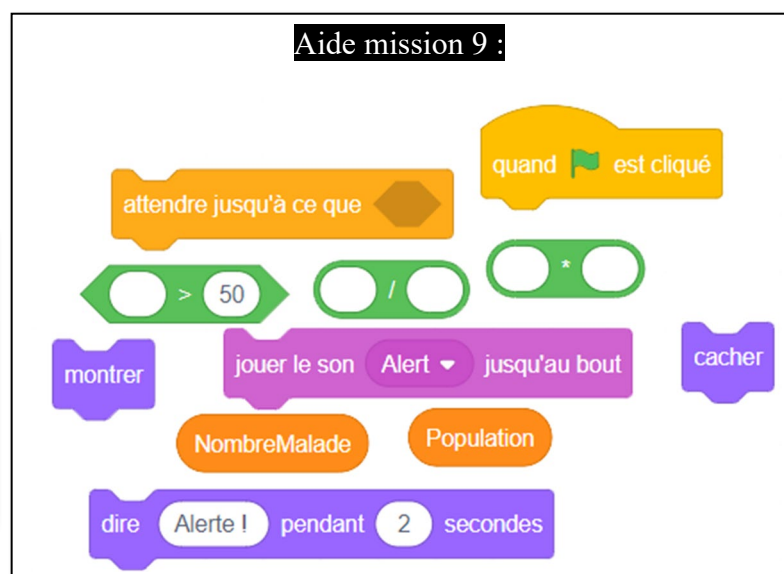 Aide mission 9 :
quand est cliqué
attendre jusqu'à ce que
> 50
/
*
montrer
jouer le son Alert jusqu'au bout
cacher
NombreMalade
Population
dire Alerte ! pendant 2 secondes